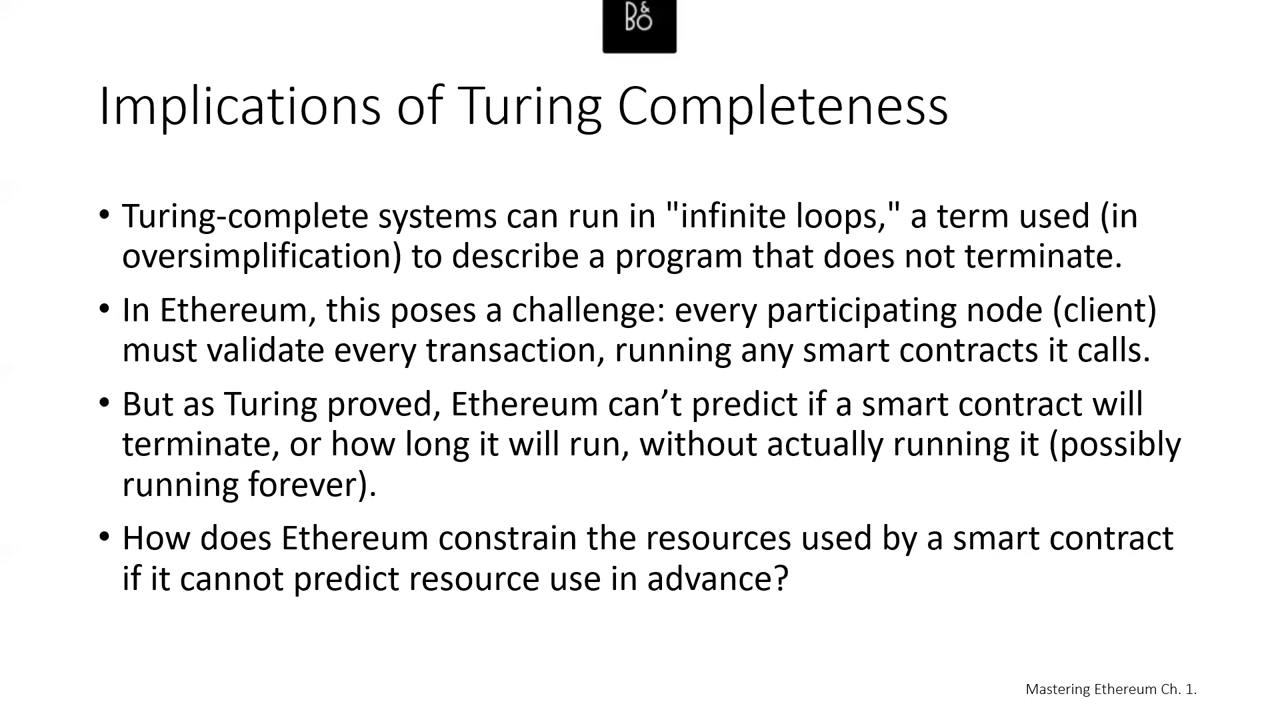 B&O
Implications of Turing Completeness
• Turing-complete systems can run in "infinite loops," a term used (in
oversimplification) to describe a program that does not terminate.
• In Ethereum, this poses a challenge: every participating node (client)
must validate every transaction, running any smart contracts it calls.
• But as Turing proved, Ethereum can’t predict if a smart contract will
terminate, or how long it will run, without actually running it (possibly
running forever).
• How does Ethereum constrain the resources used by a smart contract
if it cannot predict resource use in advance?
Mastering Ethereum Ch. 1.